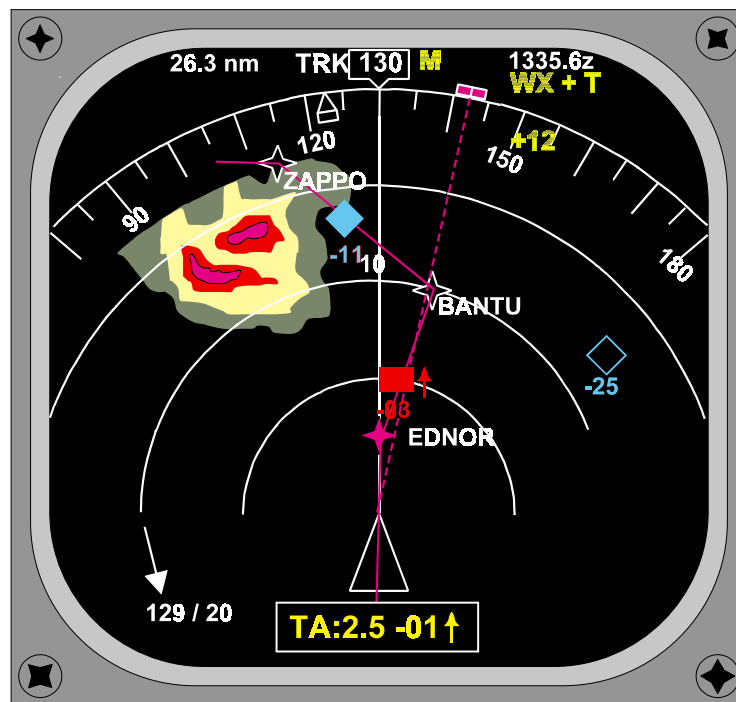 26.3 nm TRK 130 M 1335.6z
WX + T
+12
120
150
90
180
ZAPPO
-11
10
BANTU
-25
-03
EDNOR
129 / 20
TA:2.5 -01